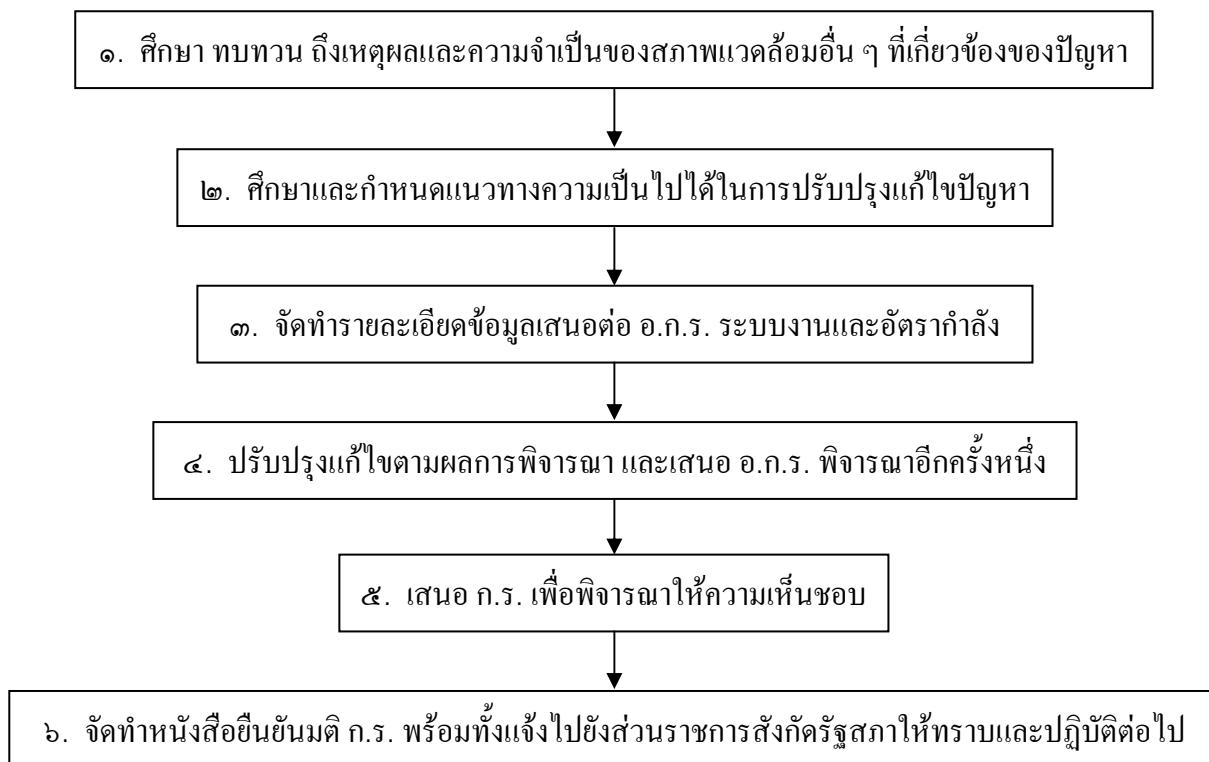 ๑. ศึกษา ทบทวน ถึงเหตุผลและความจำเป็นของสภาพแวดล้อมอื่น ๆ ที่เกี่ยวข้องของปัญหา
๒. ศึกษาและกำหนดแนวทางความเป็นไปได้ในการปรับปรุงแก้ไขปัญหา
๓. จัดทำรายละเอียดข้อมูลเสนอต่อ อ.ก.ร. ระบบงานและอัตรากำลัง
๔. ปรับปรุงแก้ไขตามผลการพิจารณา และเสนอ อ.ก.ร. พิจารณาอีกครั้งหนึ่ง
๕. เสนอ ก.ร. เพื่อพิจารณาให้ความเห็นชอบ
๖. จัดทำหนังสือยืนยันมติ ก.ร. พร้อมทั้งแจ้งไปยังส่วนราชการสังกัดรัฐสภาให้ทราบและปฏิบัติต่อไป